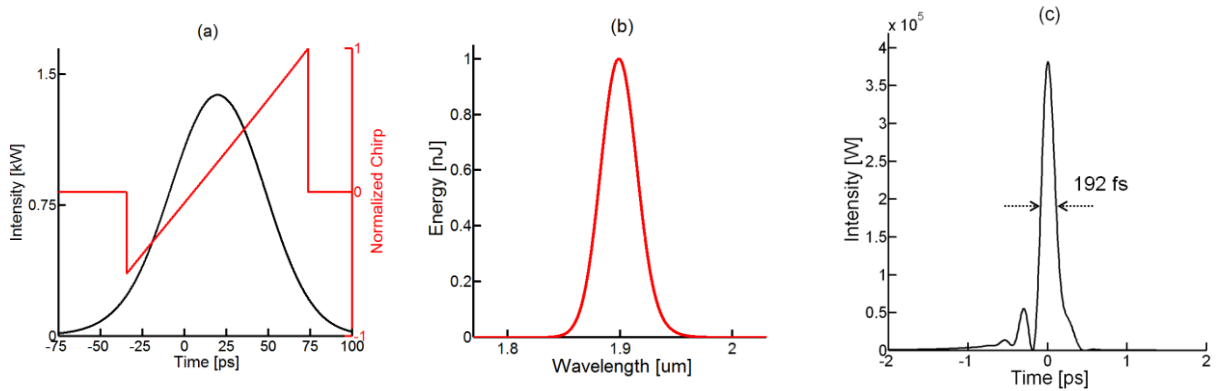 (a)
1.5
0.75
0
Intensity [kW]
-75 -50 -25 0 25 50 75 100
Time [ps]
1
0
-1
Normalized Chirp
(b)
1
0.8
0.6
0.4
0.2
0
Energy [nJ]
1.8 1.9 2
Wavelength [um]
(c)
x 10^5
4
3.5
3
2.5
2
1.5
1
0.5
0
Intensity [W]
192 fs
-2 -1 0 1 2
Time [ps]